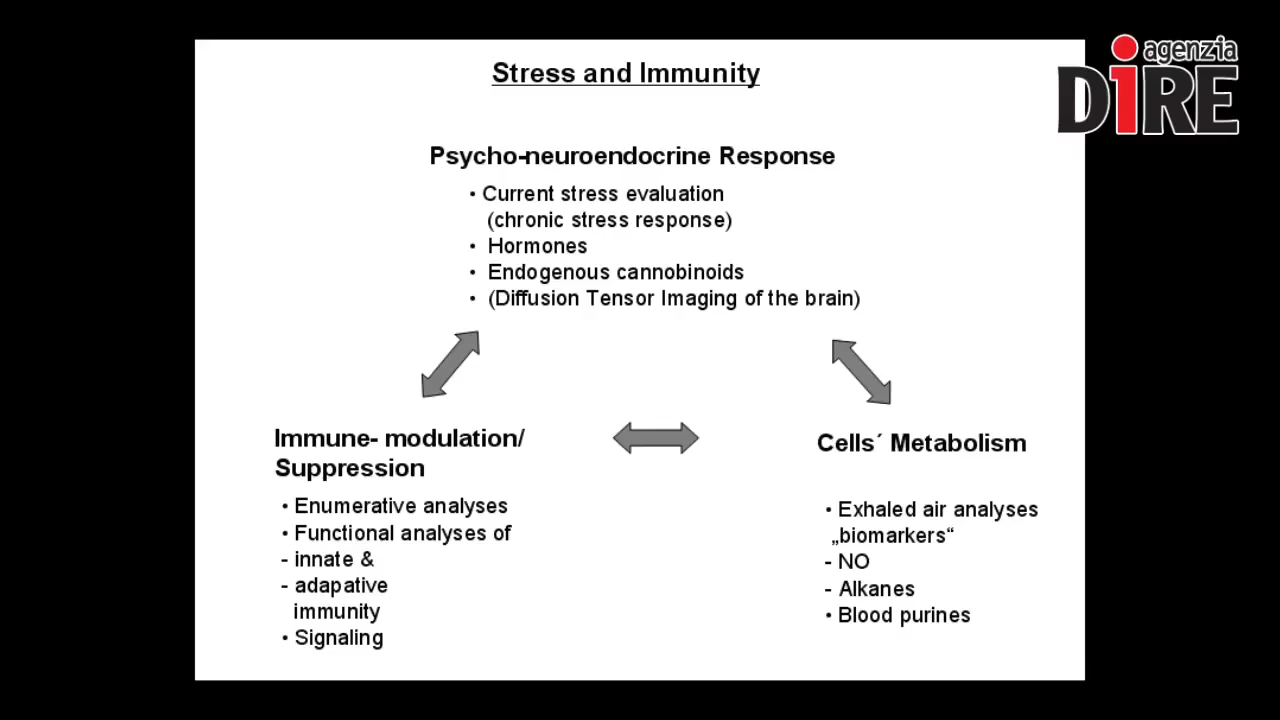 agenzia
DiRE
Stress and Immunity
Psycho-neuroendocrine Response
• Current stress evaluation
(chronic stress response)
• Hormones
• Endogenous cannobinoids
• (Diffusion Tensor Imaging of the brain)
Immune- modulation/
Suppression
• Enumerative analyses
• Functional analyses of
- innate &
- adapative
immunity
• Signaling
Cells´ Metabolism
• Exhaled air analyses
„biomarkers“
- NO
- Alkanes
• Blood purines